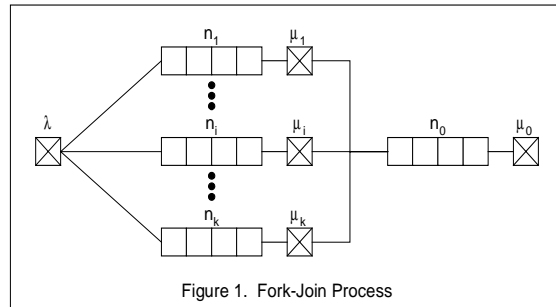 n1 μ1
λ ni μi n0 μ0
nk μk
Figure 1. Fork-Join Process